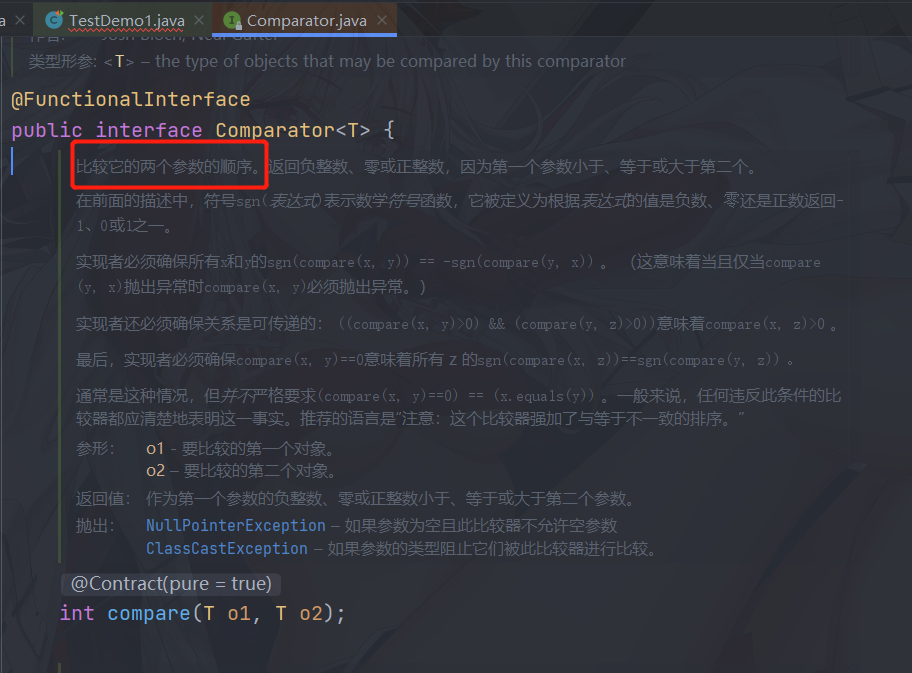 a × TestDemo1.java × Comparator.java ×
作者: Josh Bloch, Neal Gafter
类型形参: <T> – the type of objects that may be compared by this comparator
@FunctionalInterface
public interface Comparator<T> {
比较它的两个参数的顺序。返回负整数、零或正整数，因为第一个参数小于、等于或大于第二个。
在前面的描述中，符号sgn(表达式)表示数学符号函数，它被定义为根据表达式的值是负数、零还是正数返回-
1、0或1之一。
实现者必须确保所有x和y的sgn(compare(x, y)) == -sgn(compare(y, x)) 。 （这意味着当且仅当compare
(y, x)抛出异常时compare(x, y)必须抛出异常。）
实现者还必须确保关系是可传递的： ((compare(x, y)>0) && (compare(y, z)>0))意味着compare(x, z)>0 。
最后，实现者必须确保compare(x, y)==0意味着所有 z 的sgn(compare(x, z))==sgn(compare(y, z)) 。
通常是这种情况，但并不严格要求(compare(x, y)==0) == (x.equals(y)) 。一般来说，任何违反此条件的比
较器都应清楚地表明这一事实。推荐的语言是“注意：这个比较器强加了与等于不一致的排序。”
参形: o1 - 要比较的第一个对象。
o2 – 要比较的第二个对象。
返回值: 作为第一个参数的负整数、零或正整数小于、等于或大于第二个参数。
抛出: NullPointerException – 如果参数为空且此比较器不允许空参数
ClassCastException – 如果参数的类型阻止它们被此比较器进行比较。
@Contract(pure = true)
int compare(T o1, T o2);